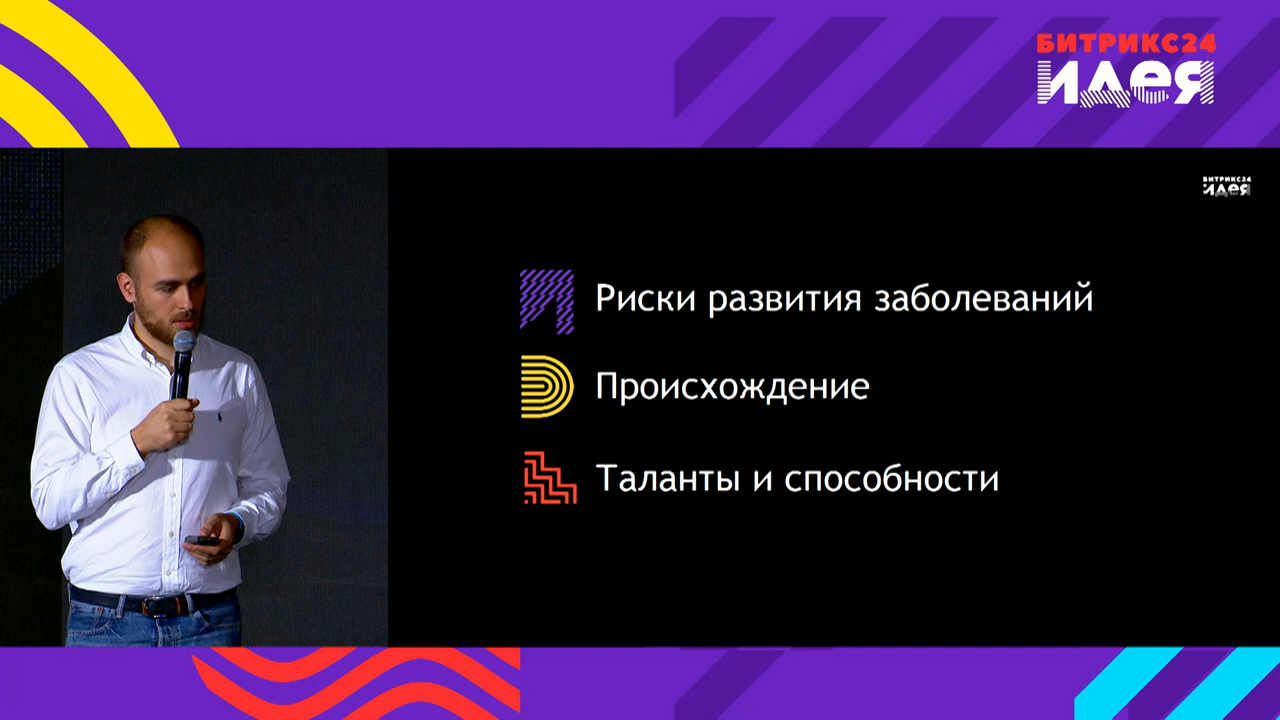 БИТРИКС24
идея
БИТРИКС24
идея
Риски развития заболеваний
Происхождение
Таланты и способности